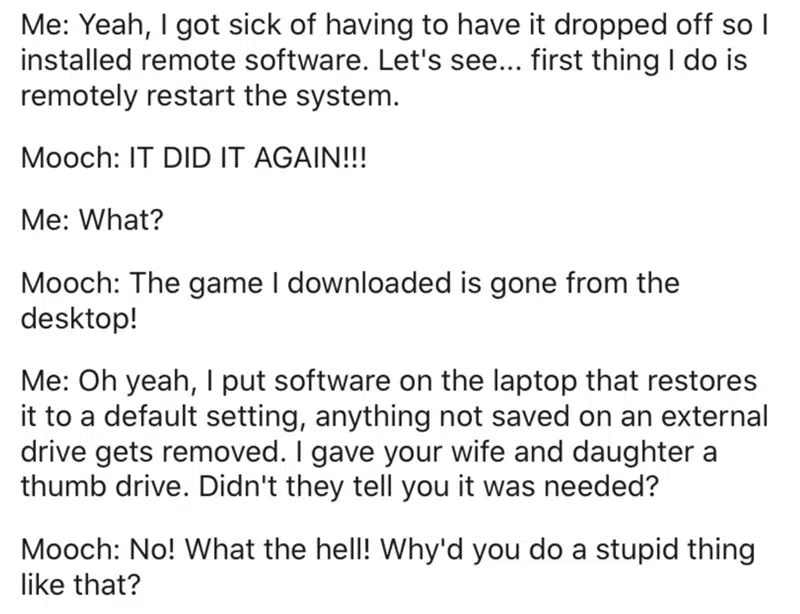 Me: Yeah, I got sick of having to have it dropped off so I
installed remote software. Let's see... first thing I do is
remotely restart the system.
Mooch: IT DID IT AGAIN!!!
Me: What?
Mooch: The game I downloaded is gone from the
desktop!
Me: Oh yeah, I put software on the laptop that restores
it to a default setting, anything not saved on an external
drive gets removed. I gave your wife and daughter a
thumb drive. Didn't they tell you it was needed?
Mooch: No! What the hell! Why'd you do a stupid thing
like that?